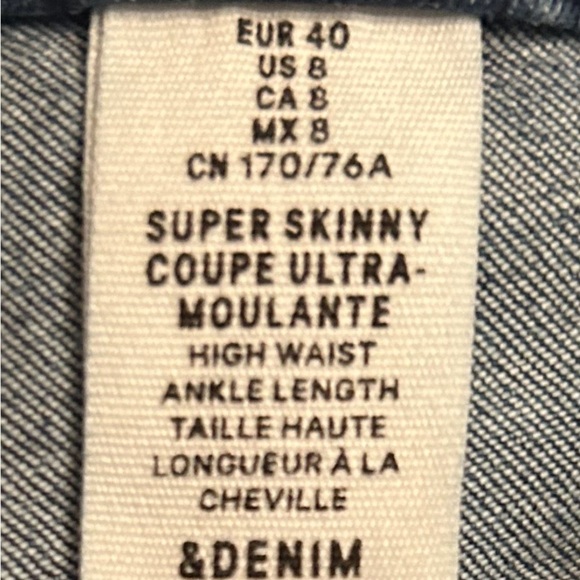 EUR 40
US 8
CA 8
MX 8
CN 170/76A
SUPER SKINNY
COUPE ULTRA-
MOULANTE
HIGH WAIST
ANKLE LENGTH
TAILLE HAUTE
LONGUEUR À LA
CHEVILLE
&DENIM